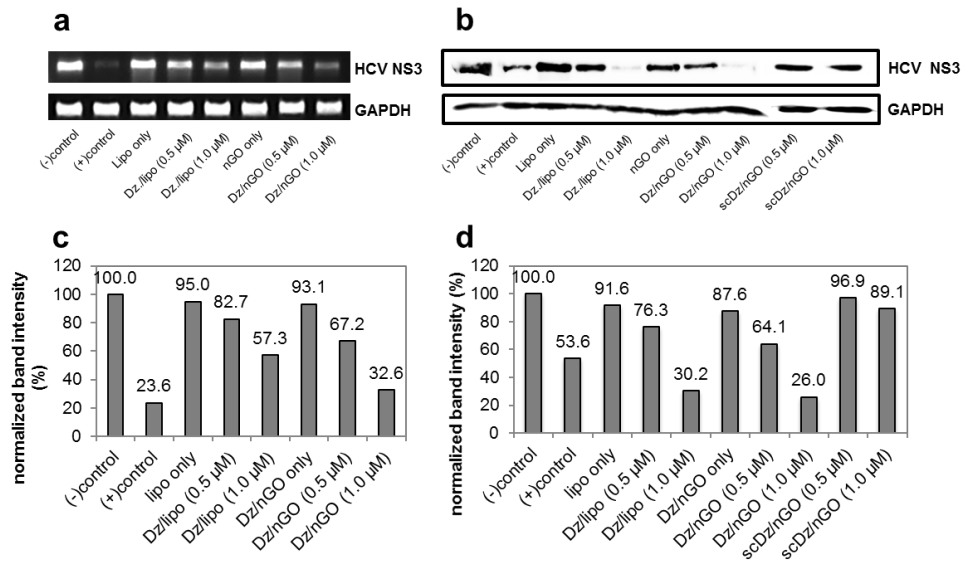 a
HCV NS3
GAPDH
(-)control
(+)control
Lipo only
Dz./lipo (0.5 µM)
Dz./lipo (1.0 µM)
nGO only
Dz/nGO (0.5 µM)
Dz/nGO (1.0 µM)
b
HCV NS3
GAPDH
(-)control
(+)control
Lipo only
Dz./lipo (0.5 µM)
Dz./lipo (1.0 µM)
nGO only
Dz/nGO (0.5 µM)
Dz/nGO (1.0 µM)
scDz/nGO (0.5 µM)
scDz/nGO (1.0 µM)
c
normalized band intensity
(%)
120
100
80
60
40
20
0
100.0
23.6
95.0
82.7
57.3
93.1
67.2
32.6
(-)control
(+)control
lipo only
Dz/lipo (0.5 µM)
Dz/lipo (1.0 µM)
Dz/nGO only
Dz/nGO (0.5 µM)
Dz/nGO (1.0 µM)
d
normalized band intensity (%)
120
100
80
60
40
20
0
100.0
53.6
91.6
76.3
30.2
87.6
64.1
26.0
96.9
89.1
(-)control
(+)control
lipo only
Dz/lipo (0.5 µM)
Dz/lipo (1.0 µM)
Dz/nGO only
Dz/nGO (0.5 µM)
Dz/nGO (1.0 µM)
scDz/nGO (0.5 µM)
scDz/nGO (1.0 µM)